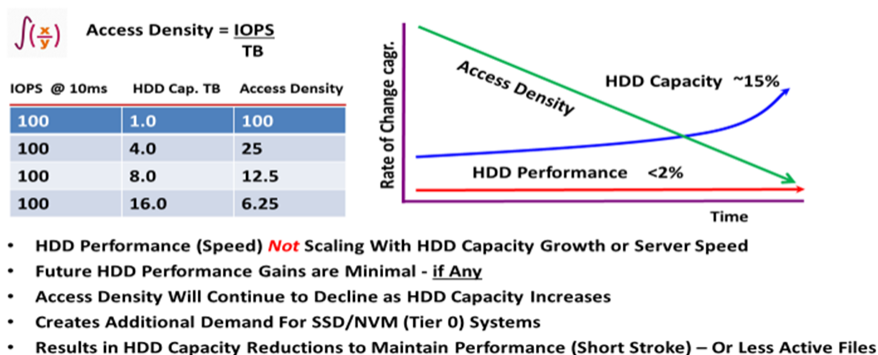 ∫(x/y)
Access Density = IOPS
TB
IOPS @ 10ms HDD Cap. TB Access Density
100 1.0 100
100 4.0 25
100 8.0 12.5
100 16.0 6.25
Rate of Change cagr.
Access Density
HDD Capacity ~15%
HDD Performance <2%
Time
• HDD Performance (Speed) Not Scaling With HDD Capacity Growth or Server Speed
• Future HDD Performance Gains are Minimal - if Any
• Access Density Will Continue to Decline as HDD Capacity Increases
• Creates Additional Demand For SSD/NVM (Tier 0) Systems
• Results in HDD Capacity Reductions to Maintain Performance (Short Stroke) – Or Less Active Files